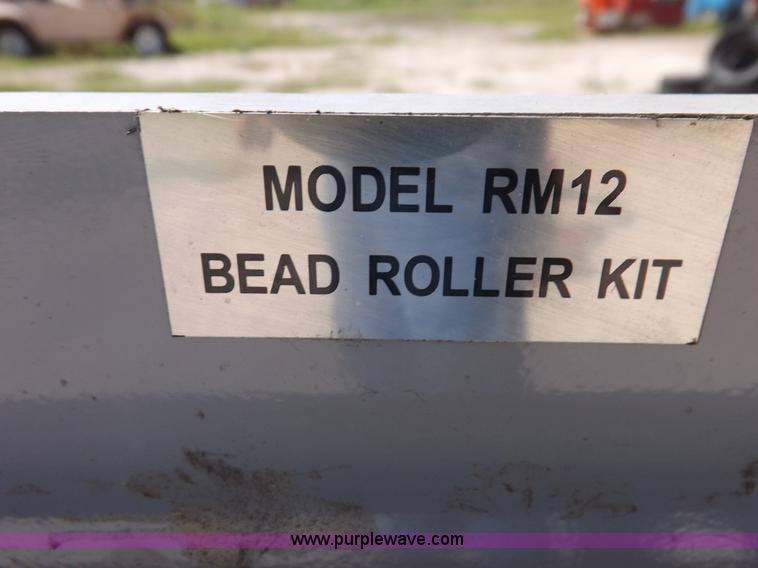 MODEL RM12
BEAD ROLLER KIT
www.purplewave.com